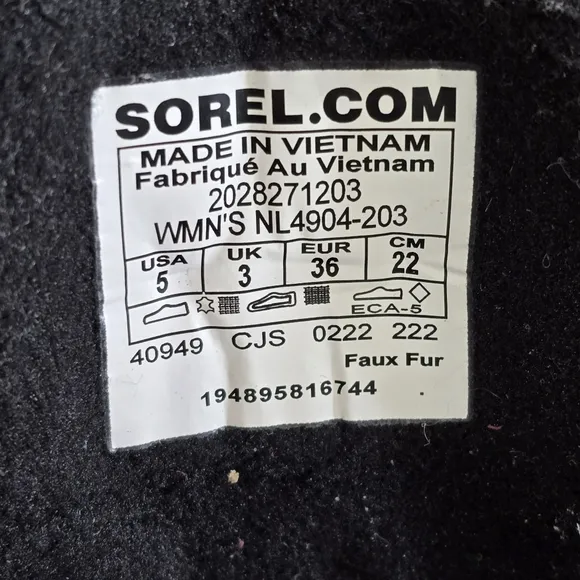 SOREL.COM
MADE IN VIETNAM
Fabriqué Au Vietnam
2028271203
WMN'S NL4904-203
USA UK EUR CM
5 3 36 22
ECA-5
40949 CJS 0222 222
Faux Fur
194895816744